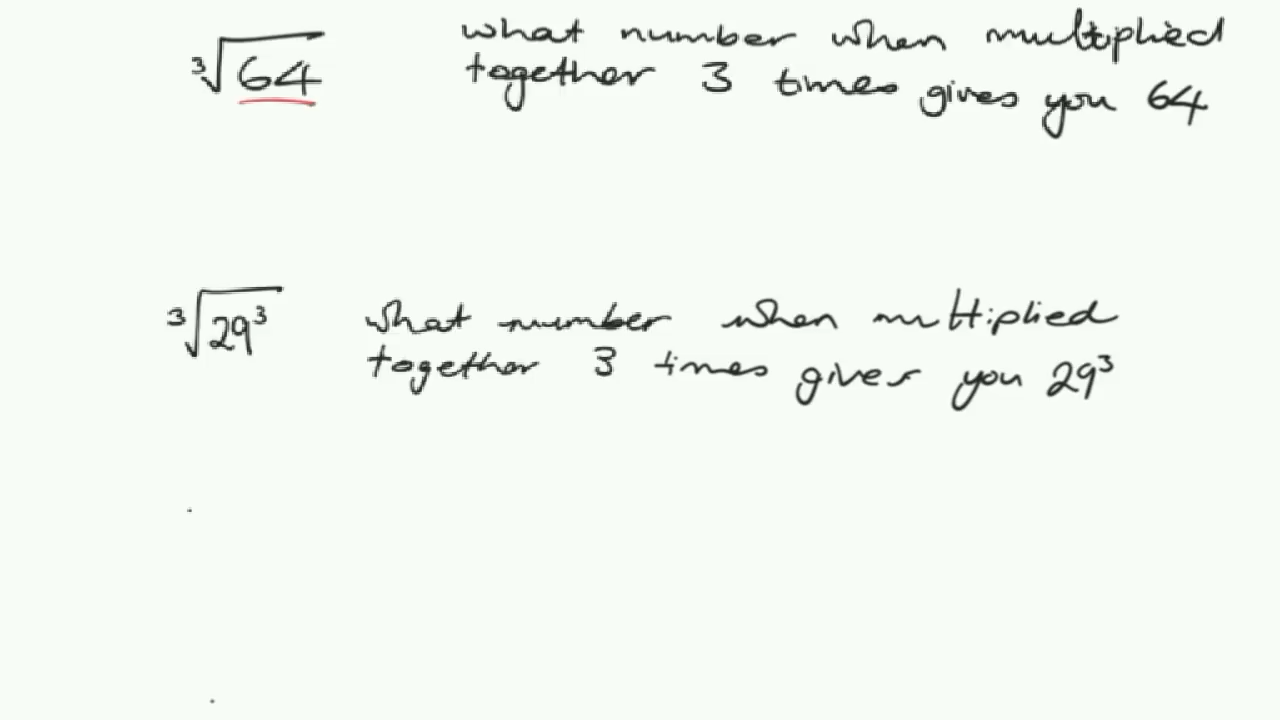 ∛64 what number when multiplied
together 3 times gives you 64
∛29³ what number when multiplied
together 3 times gives you 29³